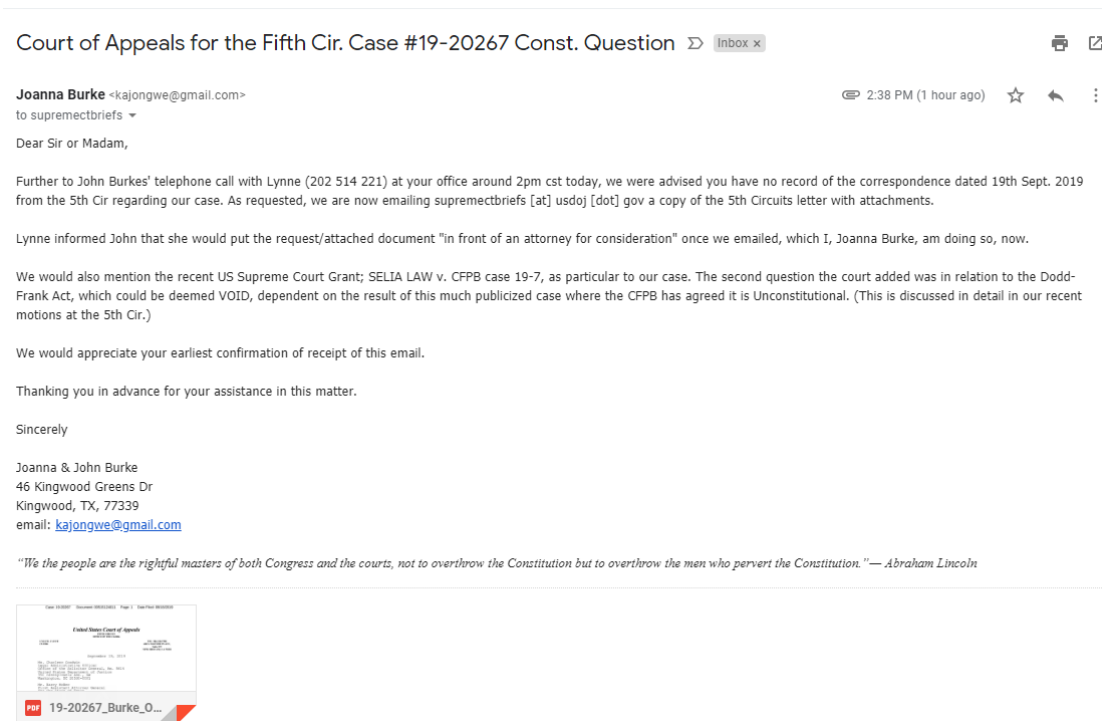 Court of Appeals for the Fifth Cir. Case #19-20267 Const. Question Inbox x
Joanna Burke <kajongwe@gmail.com> 2:38 PM (1 hour ago)
to supremectbriefs
Dear Sir or Madam,
Further to John Burkes' telephone call with Lynne (202 514 221) at your office around 2pm cst today, we were advised you have no record of the correspondence dated 19th Sept. 2019
from the 5th Cir regarding our case. As requested, we are now emailing supremectbriefs [at] usdoj [dot] gov a copy of the 5th Circuits letter with attachments.
Lynne informed John that she would put the request/attached document "in front of an attorney for consideration" once we emailed, which I, Joanna Burke, am doing so, now.
We would also mention the recent US Supreme Court Grant; SELIA LAW v. CFPB case 19-7, as particular to our case. The second question the court added was in relation to the Dodd-
Frank Act, which could be deemed VOID, dependent on the result of this much publicized case where the CFPB has agreed it is Unconstitutional. (This is discussed in detail in our recent
motions at the 5th Cir.)
We would appreciate your earliest confirmation of receipt of this email.
Thanking you in advance for your assistance in this matter.
Sincerely
Joanna & John Burke
46 Kingwood Greens Dr
Kingwood, TX, 77339
email: kajongwe@gmail.com
“We the people are the rightful masters of both Congress and the courts, not to overthrow the Constitution but to overthrow the men who pervert the Constitution.”— Abraham Lincoln
United States Court of Appeals
PDF 19-20267_Burke_O...